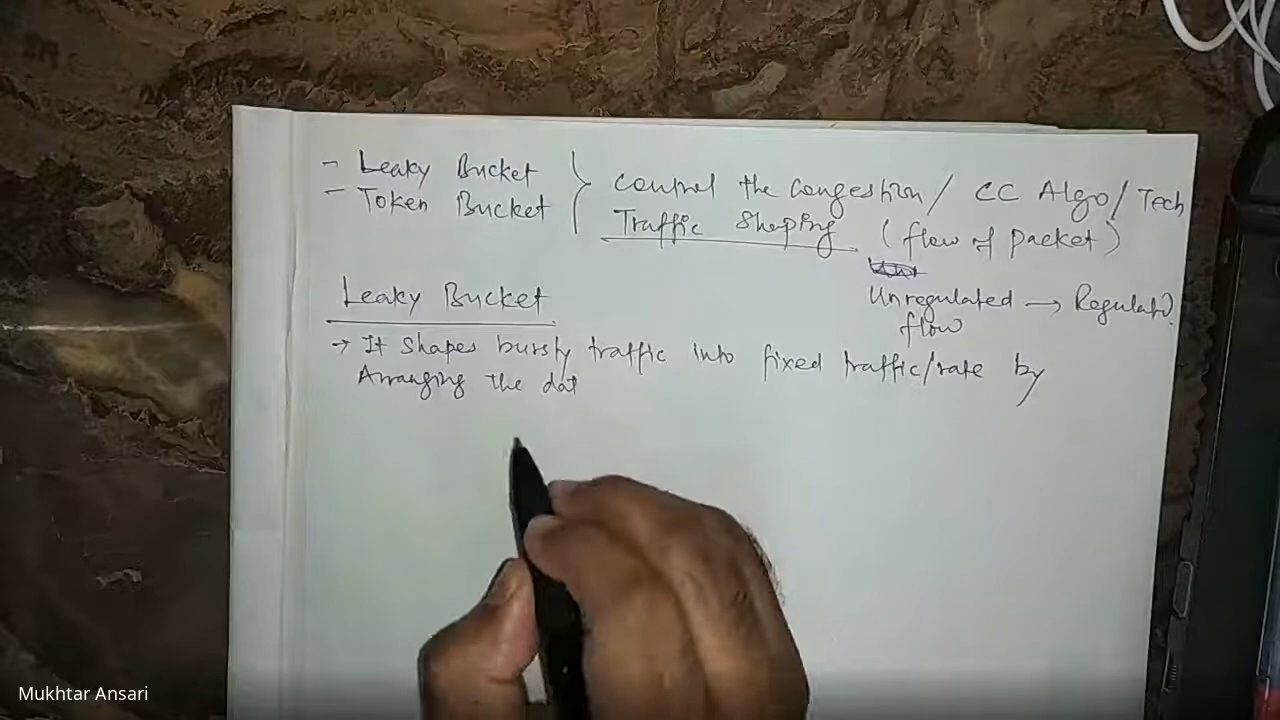 - Leaky Bucket
- Token Bucket
} Control the Congestion / CC Algo / Tech
Traffic Shaping (flow of packet)
Unregulated → Regulatd.
flow
Leaky Bucket
→ It shapes bursty traffic into fixed traffic/rate by
Arranging the dat
Mukhtar Ansari